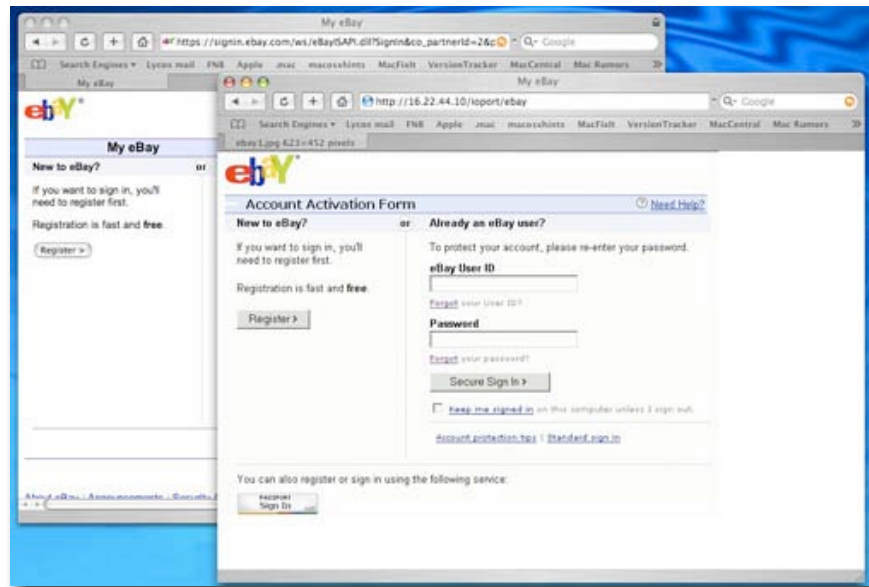 My eBay
https://signin.ebay.com/ws/eBayISAPI.dll?SignIn&co_partnerId=2&p
Q- Google
Search Engines Lycos mail FNB Apple .mac macosxhints MacFixIt VersionTracker MacCentral Mac Rumors
My eBay
ebY
My eBay
New to eBay? or
If you want to sign in, you'll
need to register first.
Registration is fast and free.
Register >
About eBay | Announcements | Security
My eBay
http://16.22.44.10/ioport/ebay
Q- Google
Search Engines Lycos mail FNB Apple .mac macosxhints MacFixIt VersionTracker MacCentral Mac Rumors
ebay1.jpg 623×452 pixels
ebY
Account Activation Form
Need Help?
New to eBay? or Already an eBay user?
If you want to sign in, you'll
need to register first.
Registration is fast and free.
Register >
To protect your account, please re-enter your password.
eBay User ID
Forgot your User ID?
Password
Forgot your password?
Secure Sign In >
Keep me signed in on this computer unless I sign out.
Account protection tips | Standard sign in
You can also register or sign in using the following service:
PASSPORT
Sign In